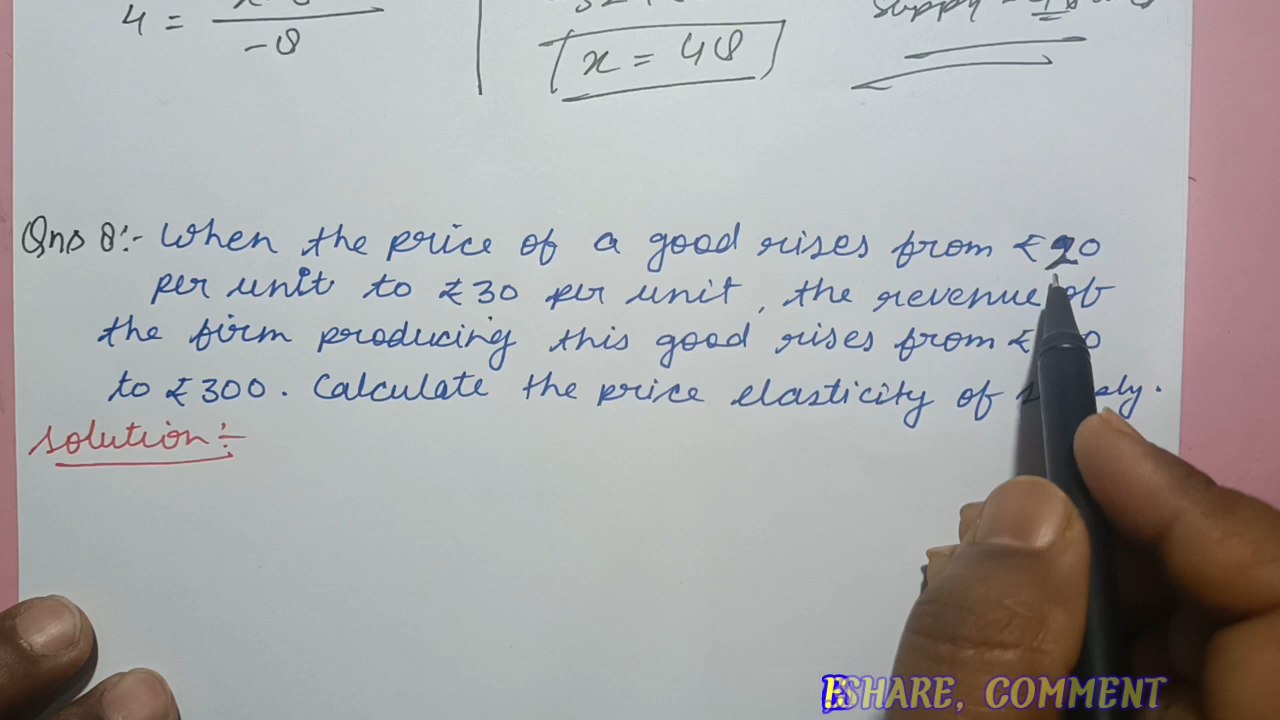 4 =
-8
x = 48
supply =
Qno 8:- When the price of a good rises from ₹20
per unit to ₹30 per unit, the revenue of
the firm producing this good rises from ₹
to ₹300. Calculate the price elasticity of
solution :-
SHARE, COMMENT